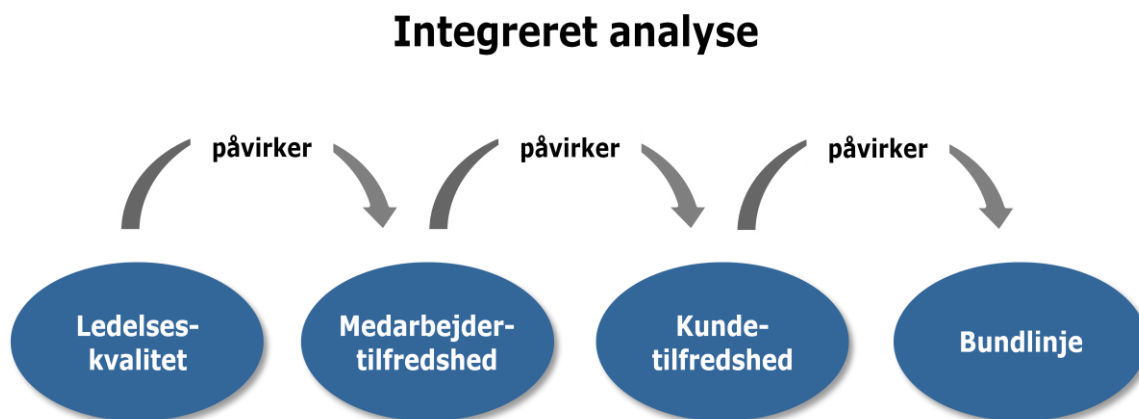 Integreret analyse
påvirker
påvirker
påvirker
Ledelses-
kvalitet
Medarbejder-
tilfredshed
Kunde-
tilfredshed
Bundlinje